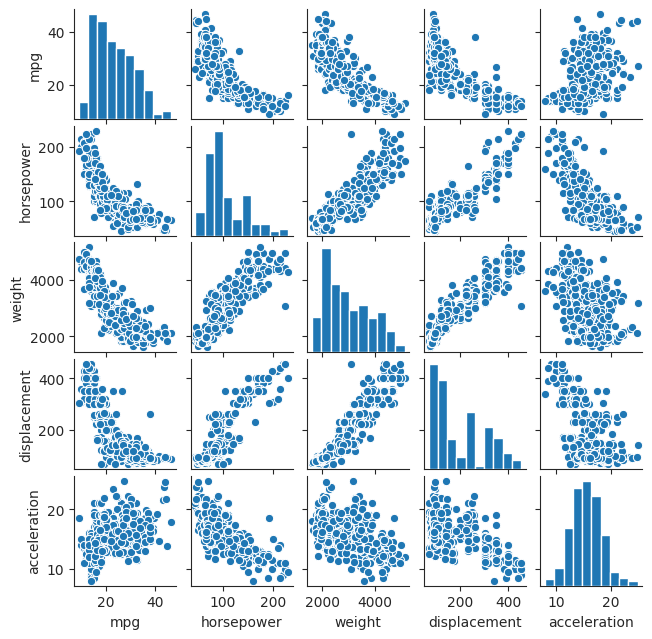 mpg
40
20
horsepower
200
100
weight
4000
2000
displacement
400
200
acceleration
20
10
20 40 100 200 2000 4000 200 400 10 20
mpg horsepower weight displacement acceleration